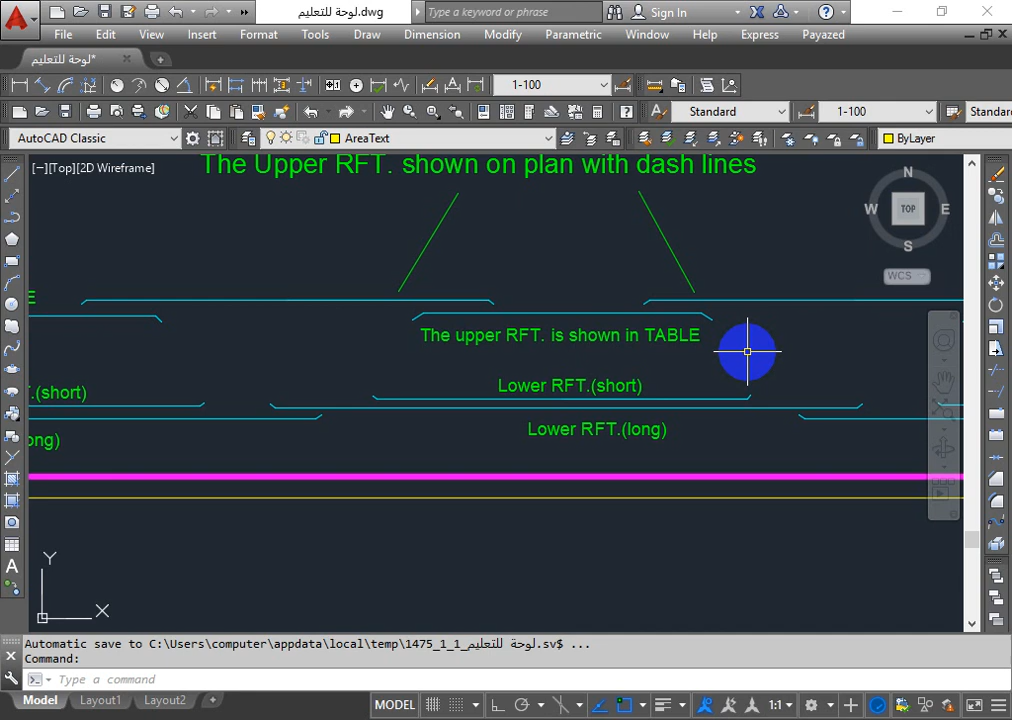 لوحة للتعليم.dwg
Type a keyword or phrase
Sign In
File Edit View Insert Format Tools Draw Dimension Modify Parametric Window Help Express Payazed
لوحة للتعليم*
1-100
Standard
1-100
Standard
AutoCAD Classic
AreaText
ByLayer
[−][Top][2D Wireframe]
The Upper RFT. shown on plan with dash lines
N
W TOP E
S
WCS
E
The upper RFT. is shown in TABLE
Lower RFT.(short)
T.(short)
Lower RFT.(long)
ong)
Y
X
Automatic save to C:\Users\computer\appdata\local\temp\لوحة للتعليم_1_1_1475.sv$ ...
Command:
Type a command
Model Layout1 Layout2
MODEL
1:1